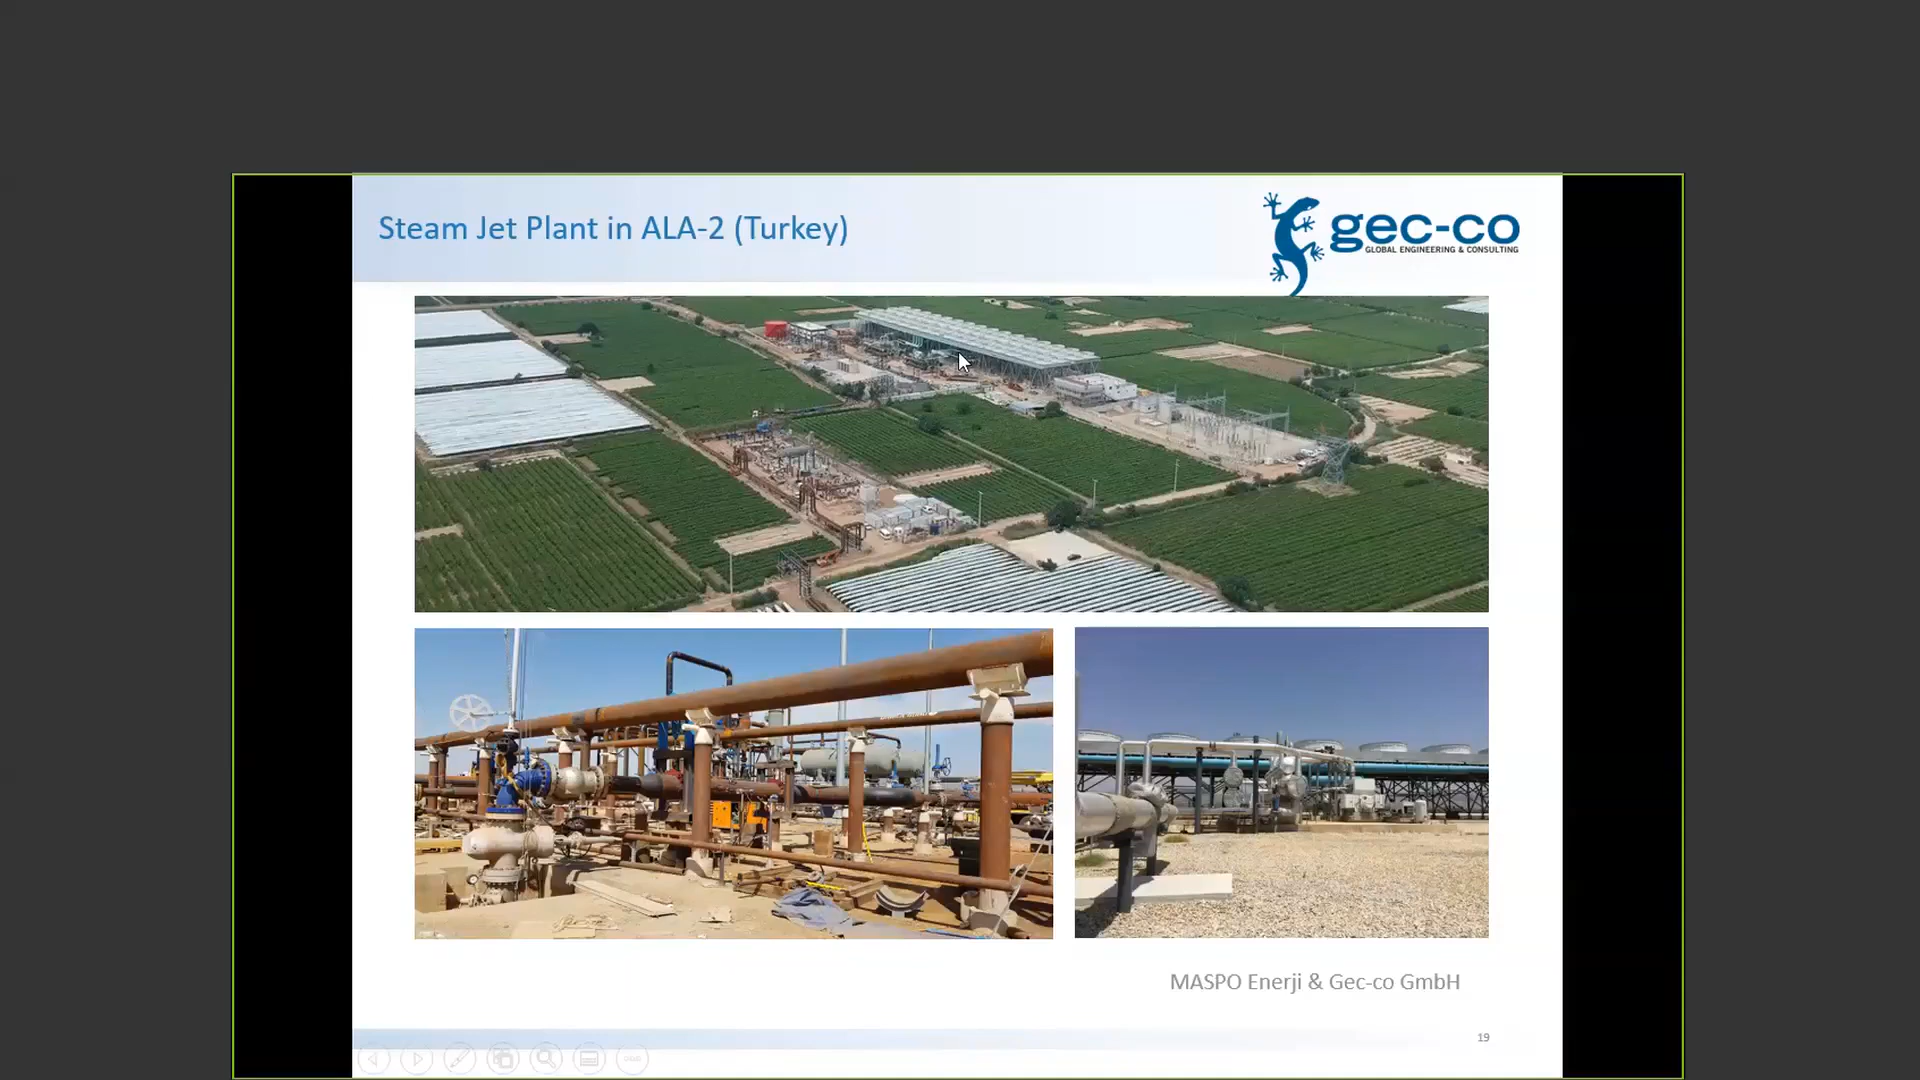 Steam Jet Plant in ALA-2 (Turkey)
gec-co
GLOBAL ENGINEERING & CONSULTING
MASPO Enerji & Gec-co GmbH
19